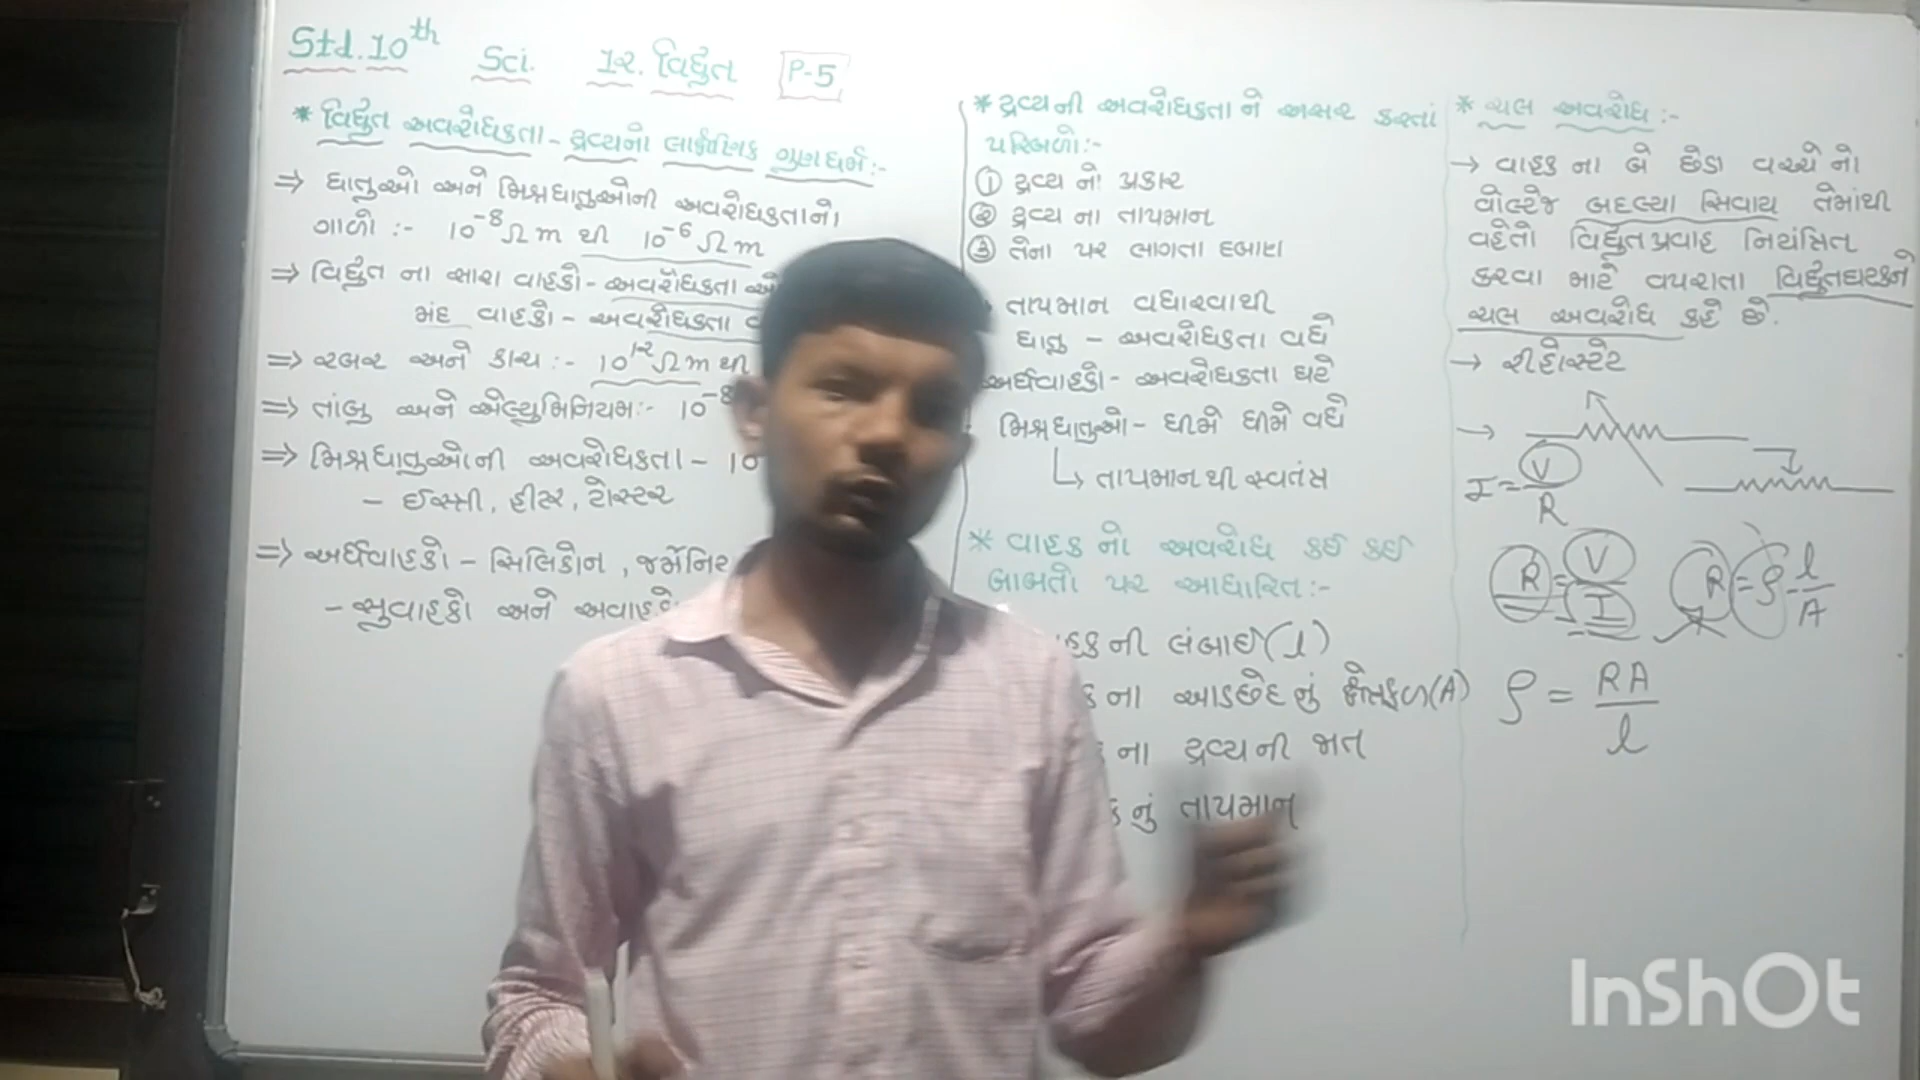 Std.10th Sci. 12. વિદ્યુત P-5
* વિદ્યુત અવરોધકતા - દ્રવ્યનો લાક્ષણિક ગુણધર્મ :-
⇒ ધાતુઓ અને મિશ્રધાતુઓની અવરોધકતાનો
ગાળો :- 10⁻⁸ Ωm થી 10⁻⁶ Ωm
⇒ વિદ્યુત ના સારા વાહકો - અવરોધકતા
મંદ વાહકો - અવરોધકતા
⇒ રબર અને કાચ :- 10¹² Ωm થી
⇒ તાંબુ અને એલ્યુમિનિયમ:- 10⁻⁸
⇒ મિશ્રધાતુઓની અવરોધકતા - 10
- ઈસ્ત્રી, હીટર, ટોસ્ટર
⇒ અર્ધવાહકો - સિલિકોન,
- સુવાહકો અને
* દ્રવ્યની અવરોધકતા ને અસર કરતાં
પરિબળો:-
① દ્રવ્ય નો પ્રકાર
② દ્રવ્ય ના તાપમાન
③ તેના પર લાગતા દબાણ
તાપમાન વધારવાથી
ધાતુ - અવરોધકતા વધે
અર્ધવાહકો - અવરોધકતા ઘટે
મિશ્રધાતુઓ - ધીમે ધીમે વધે
↳ તાપમાન થી સ્વતંત્ર
* વાહક નો અવરોધ કઈ કઈ
બાબતો પર આધારિત:-
ની લંબાઈ (l)
ના આડછેદ નું ક્ષેત્રફળ (A)
ના દ્રવ્ય ની જાત
નું તાપમાન
* ચલ અવરોધ :-
→ વાહક ના બે છેડા વચ્ચે નો
વોલ્ટેજ બદલ્યા સિવાય તેમાંથી
વહેતો વિદ્યુતપ્રવાહ નિયંત્રિત
કરવા માટે વપરાતા વિદ્યુતઘટકને
ચલ અવરોધ કહે છે.
→ રીહોસ્ટેટ
→
I = V/R
R = V/I R = ρ l/A
ρ = RA/l
InShOt